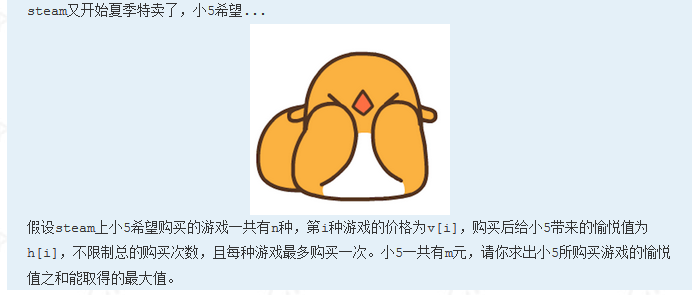 steam又开始夏季特卖了，小5希望...
假设steam上小5希望购买的游戏一共有n种，第i种游戏的价格为v[i]，购买后给小5带来的愉悦值为
h[i]，不限制总的购买次数，且每种游戏最多购买一次。小5一共有m元，请你求出小5所购买游戏的愉悦
值之和能取得的最大值。